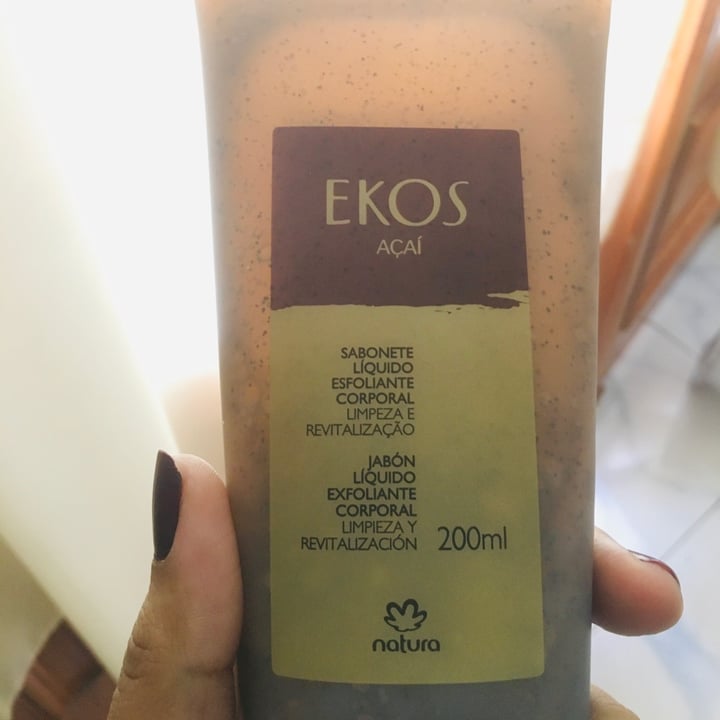 EKOS
AÇAÍ
SABONETE
LÍQUIDO
ESFOLIANTE
CORPORAL
LIMPEZA E
REVITALIZAÇÃO
JABÓN
LÍQUIDO
EXFOLIANTE
CORPORAL
LIMPIEZA Y
REVITALIZACIÓN 200ml
natura